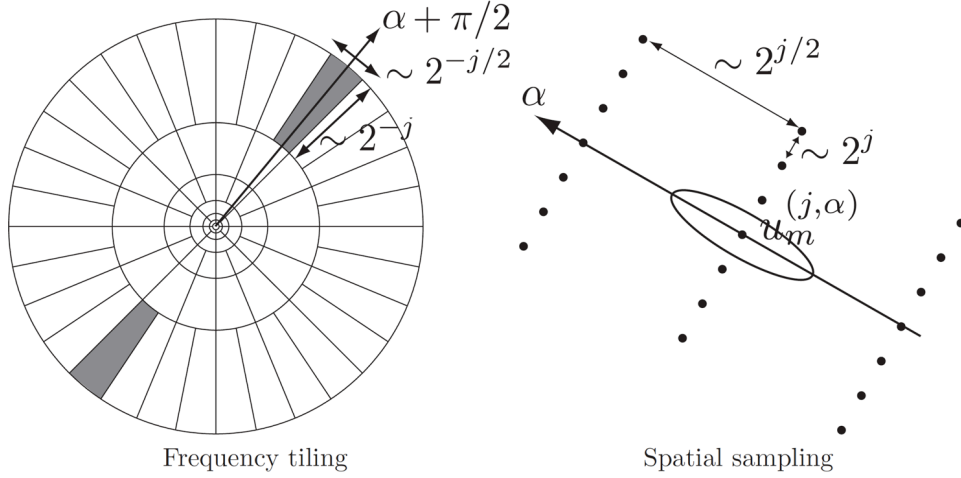 α + π/2
∼ 2^{-j/2}
∼ 2^{-j}
Frequency tiling
∼ 2^{j/2}
α
∼ 2^{j}
u_m^{(j,α)}
Spatial sampling